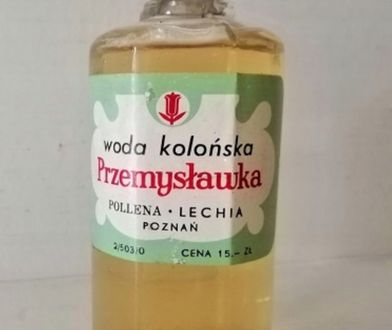 woda kolońska
Przemysławka
POLLENA · LECHIA
POZNAŃ
2/503/0 CENA 15,- ZŁ